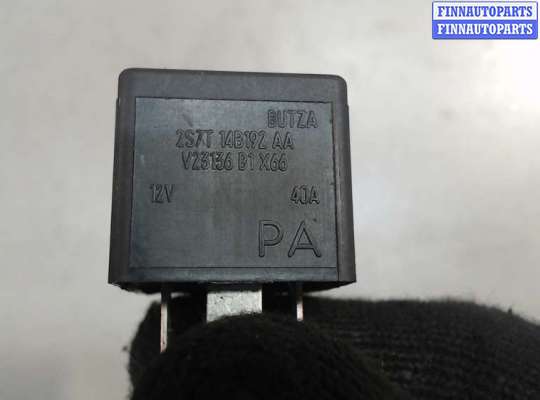 FINNAUTOPARTS
FINNAUTOPARTS
BUTZA
2S7T 14B192 AA
V23136 B1 X66
12V 40A
PA